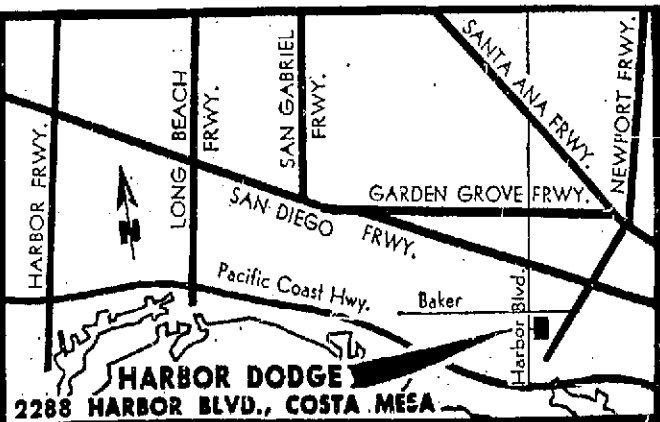 HARBOR FRWY.
LONG BEACH
FRWY.
SAN GABRIEL
FRWY.
SANTA ANA FRWY.
NEWPORT FRWY.
GARDEN GROVE FRWY.
SAN DIEGO
FRWY.
N
Pacific Coast Hwy.
Baker
Harbor Blvd.
HARBOR DODGE
2288 HARBOR BLVD., COSTA MESA